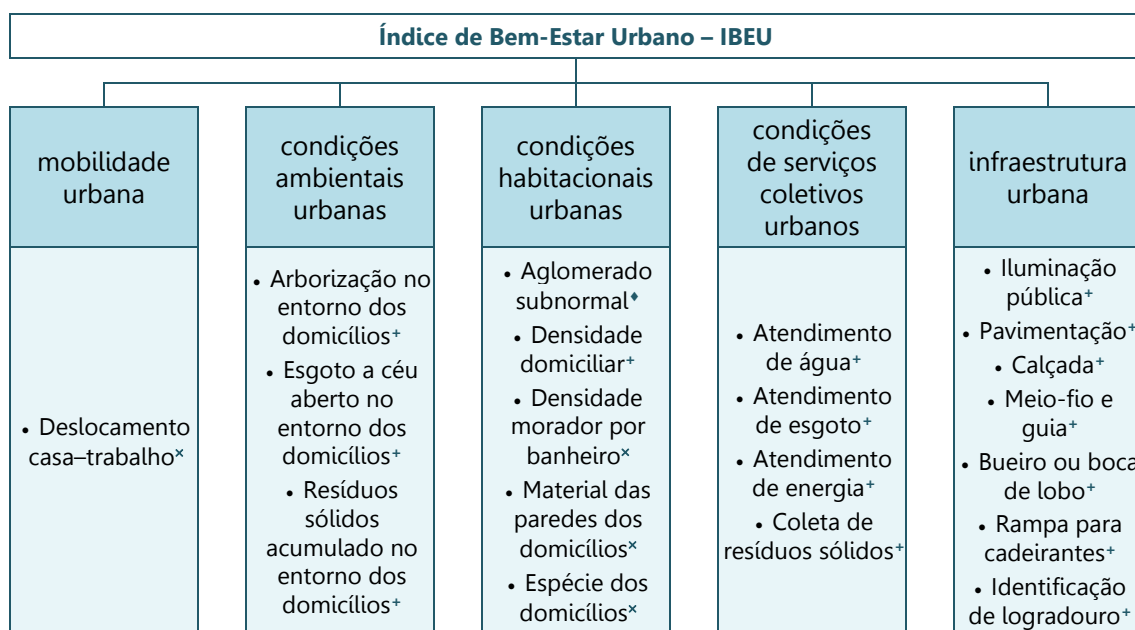 Índice de Bem-Estar Urbano – IBEU
mobilidade
urbana
• Deslocamento
casa–trabalho×
condições
ambientais
urbanas
• Arborização no
entorno dos
domicílios+
• Esgoto a céu
aberto no
entorno dos
domicílios+
• Resíduos
sólidos
acumulado no
entorno dos
domicílios+
condições
habitacionais
urbanas
• Aglomerado
subnormal♦
• Densidade
domiciliar+
• Densidade
morador por
banheiro×
• Material das
paredes dos
domicílios×
• Espécie dos
domicílios×
condições
de serviços
coletivos
urbanos
• Atendimento
de água+
• Atendimento
de esgoto+
• Atendimento
de energia+
• Coleta de
resíduos sólidos+
infraestrutura
urbana
• Iluminação
pública+
• Pavimentação+
• Calçada+
• Meio-fio e
guia+
• Bueiro ou boca
de lobo+
• Rampa para
cadeirantes+
• Identificação
de logradouro+